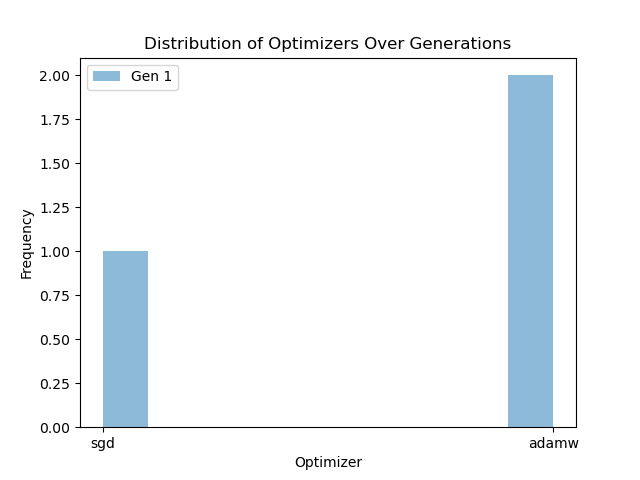 Distribution of Optimizers Over Generations
Gen 1
Frequency
2.00
1.75
1.50
1.25
1.00
0.75
0.50
0.25
0.00
sgd
adamw
Optimizer